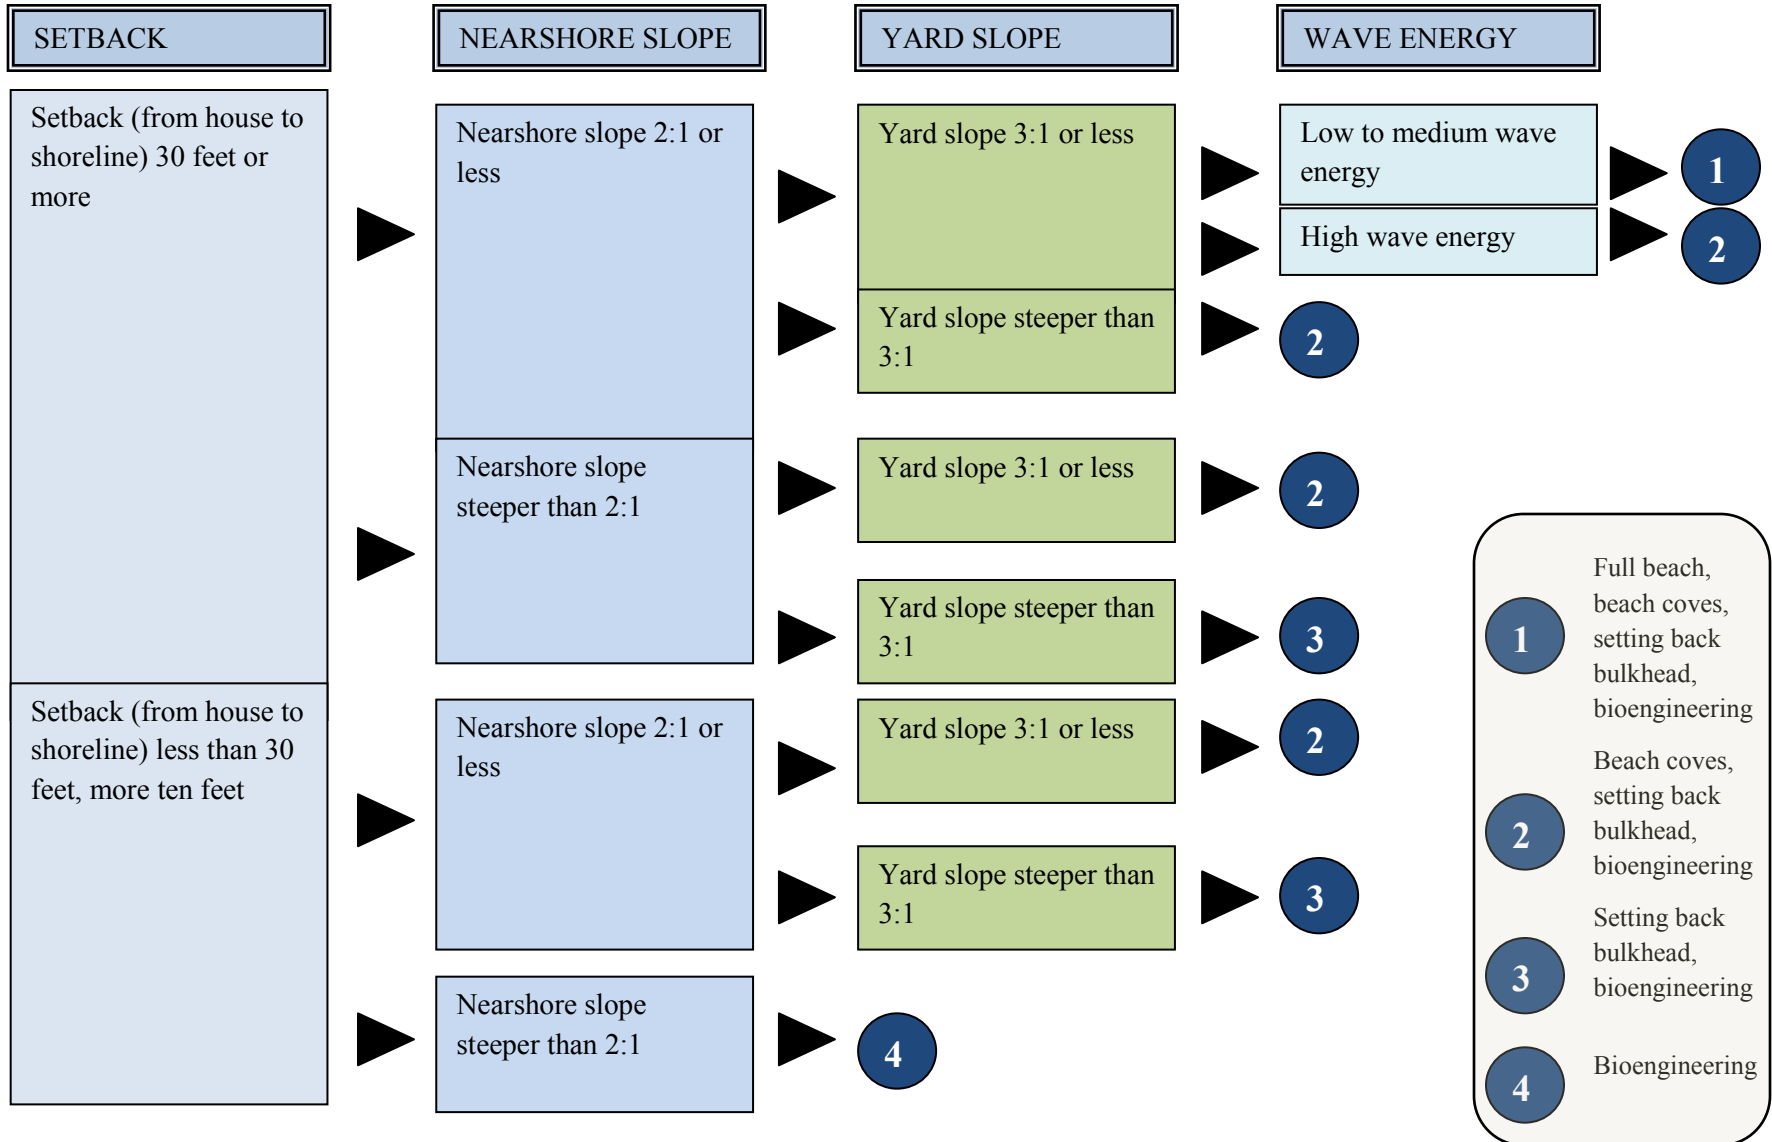 SETBACK
NEARSHORE SLOPE
YARD SLOPE
WAVE ENERGY
Setback (from house to
shoreline) 30 feet or
more
Nearshore slope 2:1 or
less
Yard slope 3:1 or less
Low to medium wave
energy
1
High wave energy
2
Yard slope steeper than
3:1
2
Nearshore slope
steeper than 2:1
Yard slope 3:1 or less
2
Yard slope steeper than
3:1
3
Setback (from house to
shoreline) less than 30
feet, more ten feet
Nearshore slope 2:1 or
less
Yard slope 3:1 or less
2
Yard slope steeper than
3:1
3
Nearshore slope
steeper than 2:1
4
1
Full beach,
beach coves,
setting back
bulkhead,
bioengineering
2
Beach coves,
setting back
bulkhead,
bioengineering
3
Setting back
bulkhead,
bioengineering
4
Bioengineering